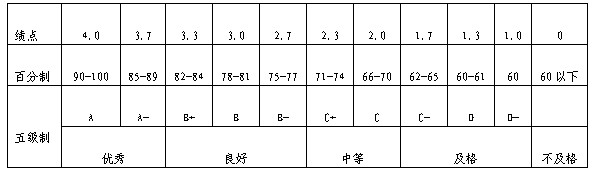 绩点 4.0 3.7 3.3 3.0 2.7 2.3 2.0 1.7 1.3 1.0 0
百分制 90-100 85-89 82-84 78-81 75-77 71-74 66-70 62-65 60-61 60 60以下
五级制 A A- B+ B B- C+ C C- D D-
优秀 良好 中等 及格 不及格